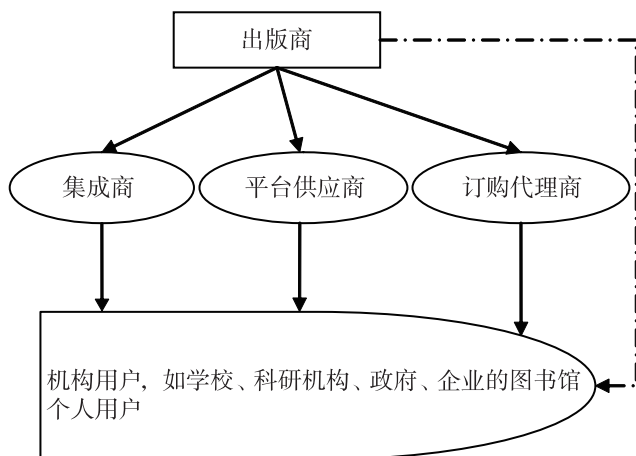 出版商
集成商
平台供应商
订购代理商
机构用户，如学校、科研机构、政府、企业的图书馆
个人用户